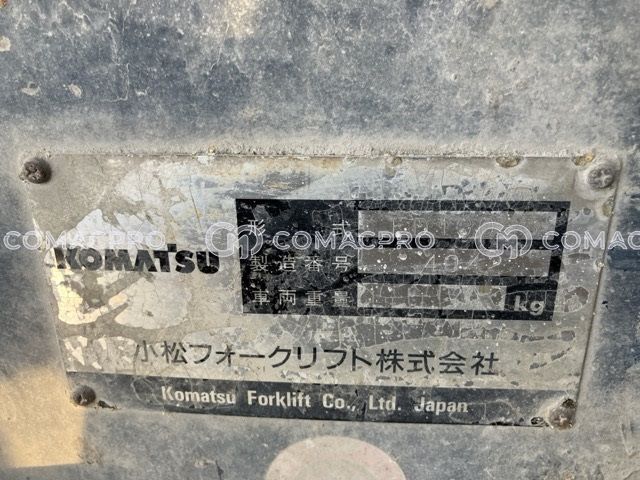 COMACPRO COMACPRO COMAC
KOMATSU
形 式
製造番号
車両重量 kg
小松フォークリフト株式会社
Komatsu Forklift Co., Ltd. Japan